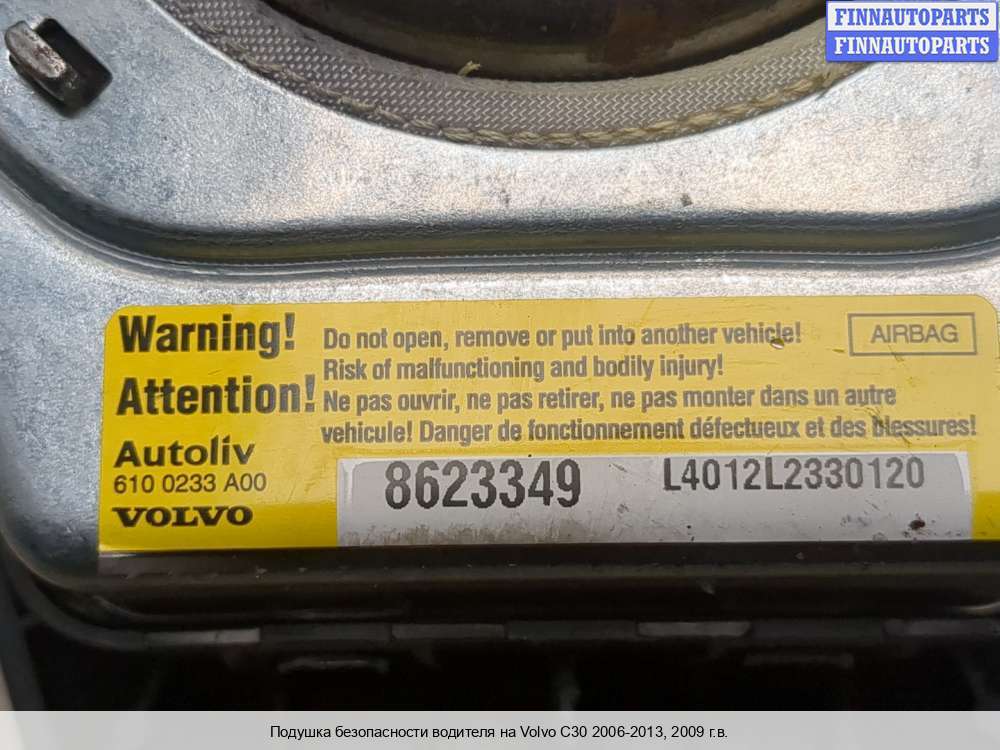 FINNAUTOPARTS
FINNAUTOPARTS
Warning!
Do not open, remove or put into another vehicle!
Risk of malfunctioning and bodily injury!
AIRBAG
Attention!
Ne pas ouvrir, ne pas retirer, ne pas monter dans un autre
vehicule! Danger de fonctionnement défectueux et des blessures!
Autoliv
610 0233 A00
VOLVO
8623349
L4012L2330120
Подушка безопасности водителя на Volvo C30 2006-2013, 2009 г.в.